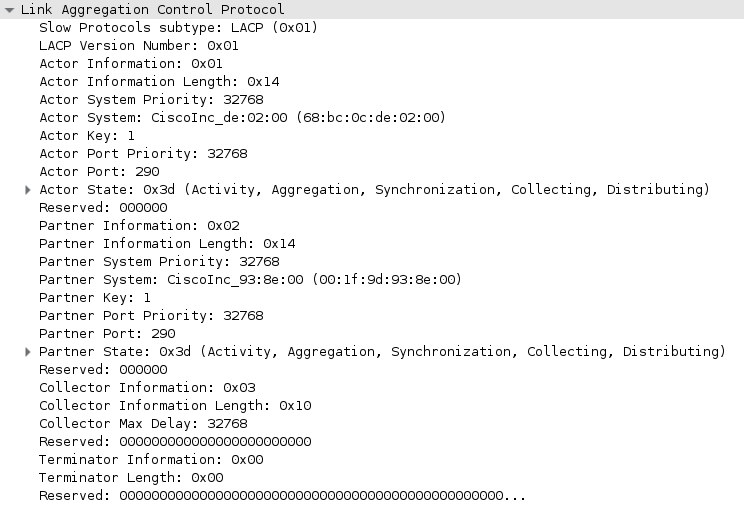 Link Aggregation Control Protocol
Slow Protocols subtype: LACP (0x01)
LACP Version Number: 0x01
Actor Information: 0x01
Actor Information Length: 0x14
Actor System Priority: 32768
Actor System: CiscoInc_de:02:00 (68:bc:0c:de:02:00)
Actor Key: 1
Actor Port Priority: 32768
Actor Port: 290
Actor State: 0x3d (Activity, Aggregation, Synchronization, Collecting, Distributing)
Reserved: 000000
Partner Information: 0x02
Partner Information Length: 0x14
Partner System Priority: 32768
Partner System: CiscoInc_93:8e:00 (00:1f:9d:93:8e:00)
Partner Key: 1
Partner Port Priority: 32768
Partner Port: 290
Partner State: 0x3d (Activity, Aggregation, Synchronization, Collecting, Distributing)
Reserved: 000000
Collector Information: 0x03
Collector Information Length: 0x10
Collector Max Delay: 32768
Reserved: 000000000000000000000000
Terminator Information: 0x00
Terminator Length: 0x00
Reserved: 000000000000000000000000000000000000000000000000...